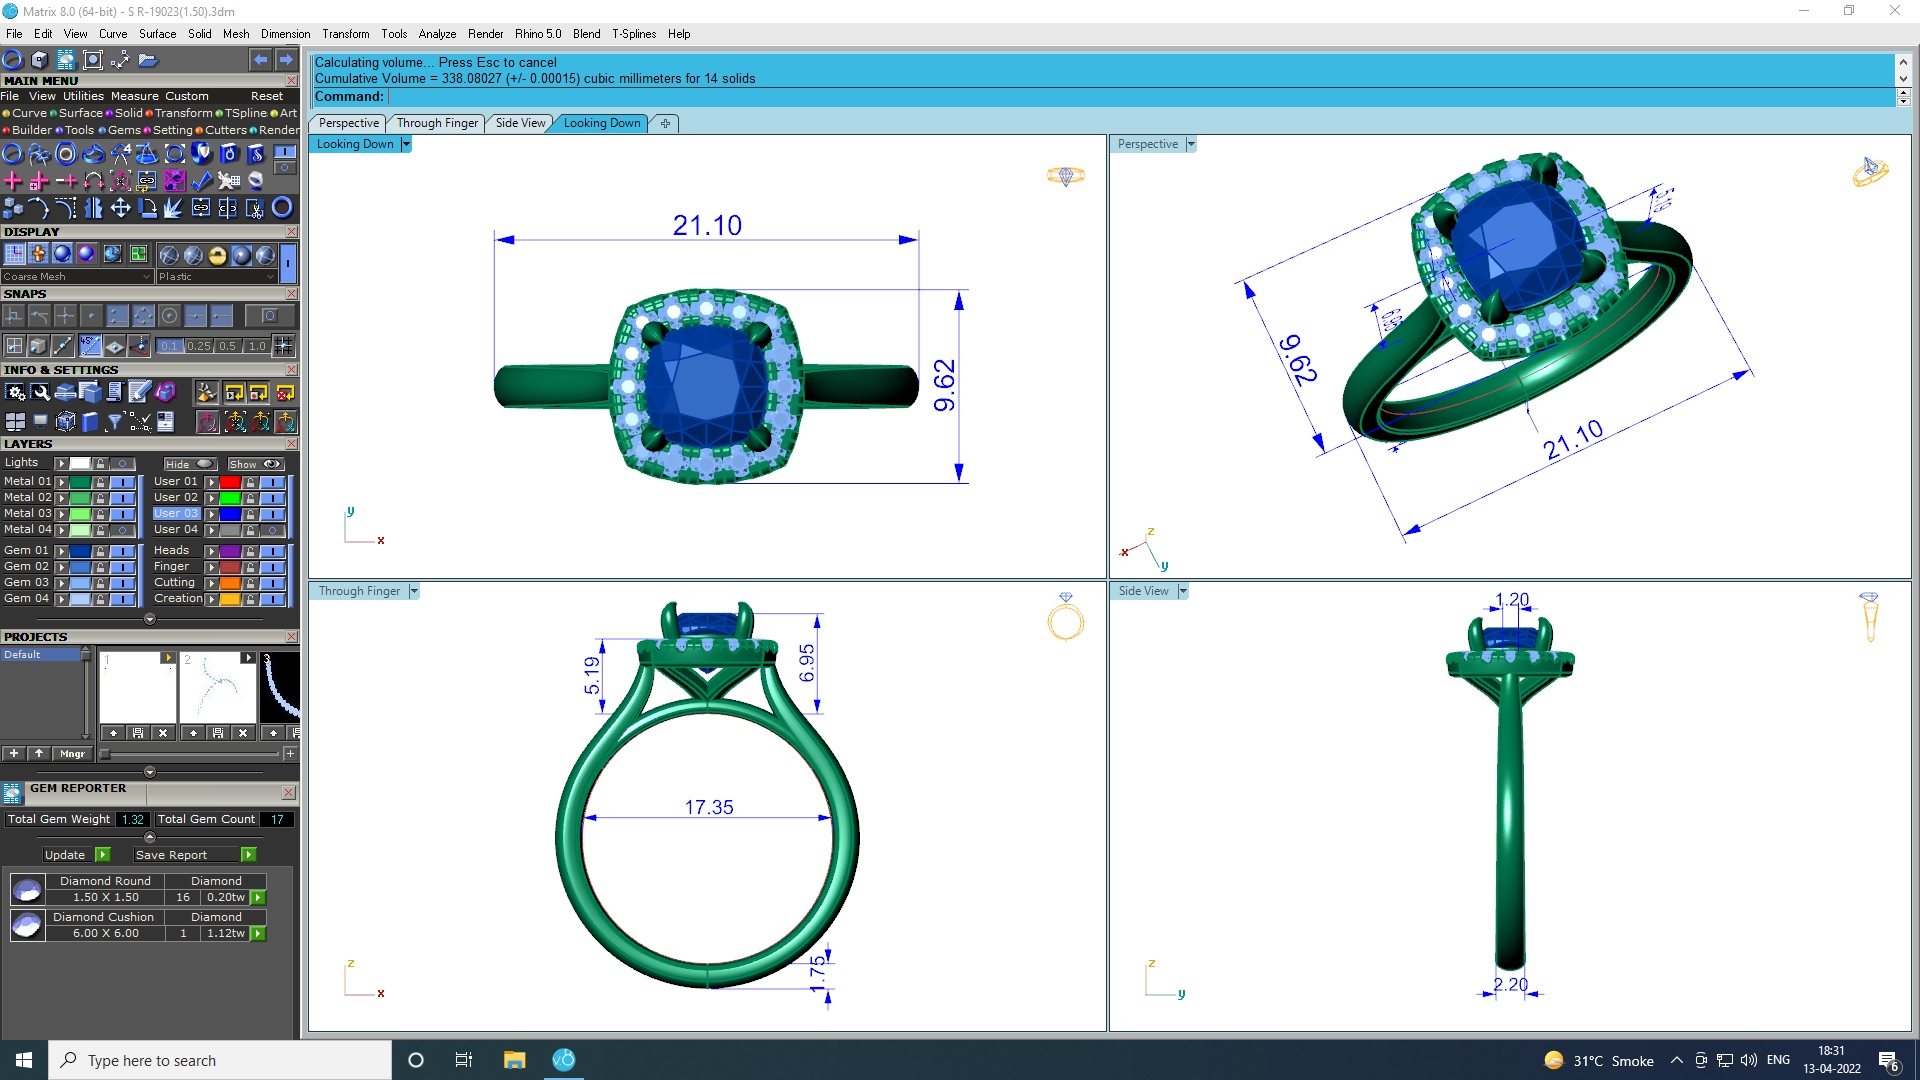 Matrix 8.0 (64-bit) - S R-19023(1.50).3dm
File Edit View Curve Surface Solid Mesh Dimension Transform Tools Analyze Render Rhino 5.0 Blend T-Splines Help
Calculating volume... Press Esc to cancel
Cumulative Volume = 338.08027 (+/- 0.00015) cubic millimeters for 14 solids
Command:
MAIN MENU
File View Utilities Measure Custom Reset
Curve Surface Solid Transform TSpline Art
Builder Tools Gems Setting Cutters Render
DISPLAY
Coarse Mesh Plastic
SNAPS
45°
0.1 0.25 0.5 1.0
INFO & SETTINGS
LAYERS
Lights Hide Show
Metal 01 User 01
Metal 02 User 02
Metal 03 User 03
Metal 04 User 04
Gem 01 Heads
Gem 02 Finger
Gem 03 Cutting
Gem 04 Creation
PROJECTS
Default
1 2 3
Mngr
GEM REPORTER
Total Gem Weight 1.32 Total Gem Count 17
Update Save Report
Diamond Round Diamond
1.50 X 1.50 16 0.20tw
Diamond Cushion Diamond
6.00 X 6.00 1 1.12tw
Perspective Through Finger Side View Looking Down
Looking Down
21.10
9.62
y
x
Perspective
5.19
6.95
9.62
21.10
z
x
y
Through Finger
5.19
6.95
17.35
1.75
z
x
Side View
1.20
2.20
z
y
Type here to search
31°C Smoke
ENG
18:31
13-04-2022
6